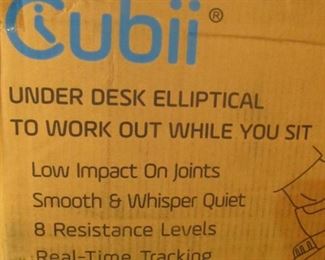 Cubii®
UNDER DESK ELLIPTICAL
TO WORK OUT WHILE YOU SIT
Low Impact On Joints
Smooth & Whisper Quiet
8 Resistance Levels
Real-Time Tracking